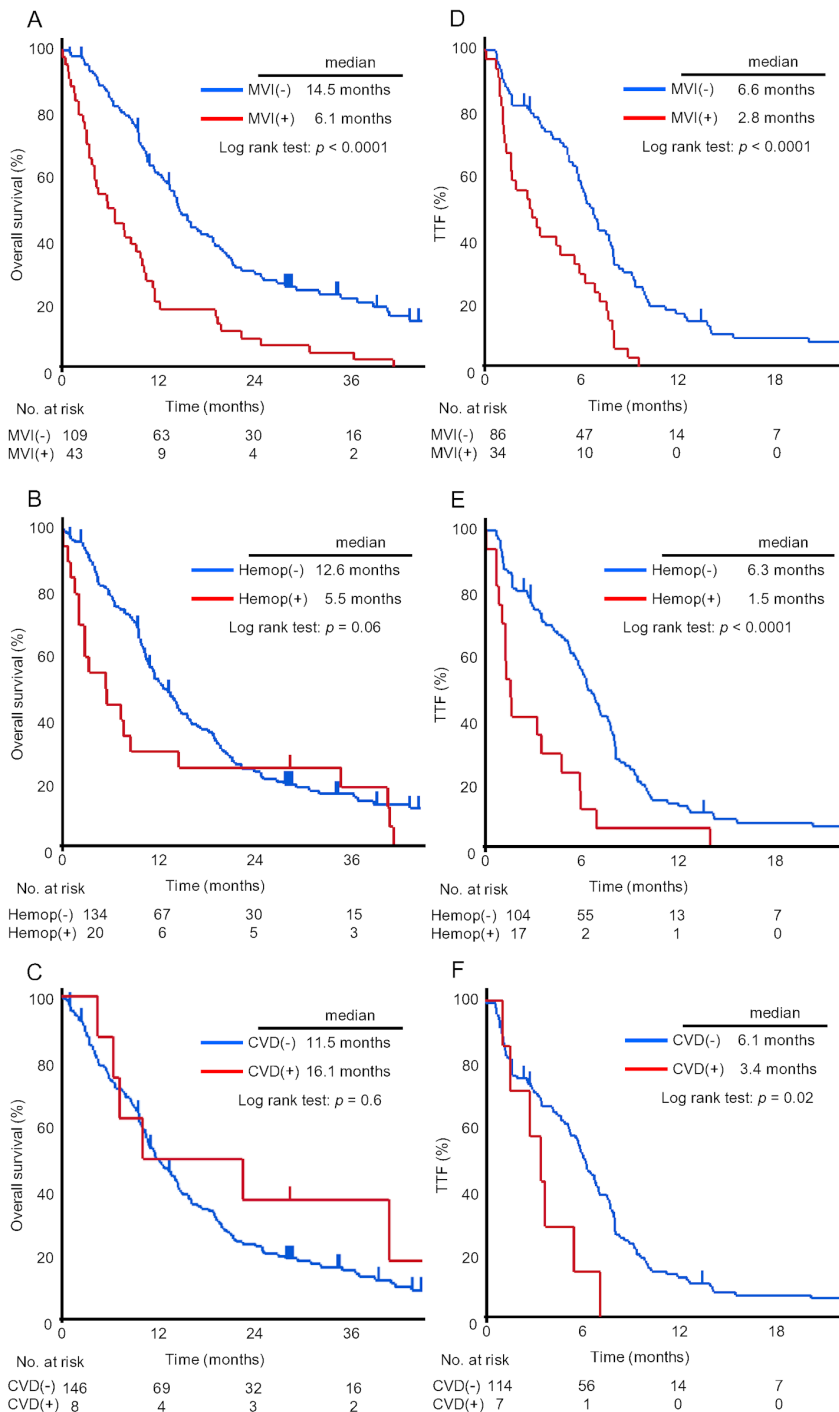 A
Overall survival (%)
100
80
60
40
20
0
median
MVI(-) 14.5 months
MVI(+) 6.1 months
Log rank test: p < 0.0001
0 12 24 36
Time (months)
No. at risk
MVI(-) 109 63 30 16
MVI(+) 43 9 4 2
D
TTF (%)
100
80
60
40
20
0
median
MVI(-) 6.6 months
MVI(+) 2.8 months
Log rank test: p < 0.0001
0 6 12 18
Time (months)
No. at risk
MVI(-) 86 47 14 7
MVI(+) 34 10 0 0
B
Overall survival (%)
100
80
60
40
20
0
median
Hemop(-) 12.6 months
Hemop(+) 5.5 months
Log rank test: p = 0.06
0 12 24 36
Time (months)
No. at risk
Hemop(-) 134 67 30 15
Hemop(+) 20 6 5 3
E
TTF (%)
100
80
60
40
20
0
median
Hemop(-) 6.3 months
Hemop(+) 1.5 months
Log rank test: p < 0.0001
0 6 12 18
Time (months)
No. at risk
Hemop(-) 104 55 13 7
Hemop(+) 17 2 1 0
C
Overall survival (%)
100
80
60
40
20
0
median
CVD(-) 11.5 months
CVD(+) 16.1 months
Log rank test: p = 0.6
0 12 24 36
Time (months)
No. at risk
CVD(-) 146 69 32 16
CVD(+) 8 4 3 2
F
TTF (%)
100
80
60
40
20
0
median
CVD(-) 6.1 months
CVD(+) 3.4 months
Log rank test: p = 0.02
0 6 12 18
Time (months)
No. at risk
CVD(-) 114 56 14 7
CVD(+) 7 1 0 0